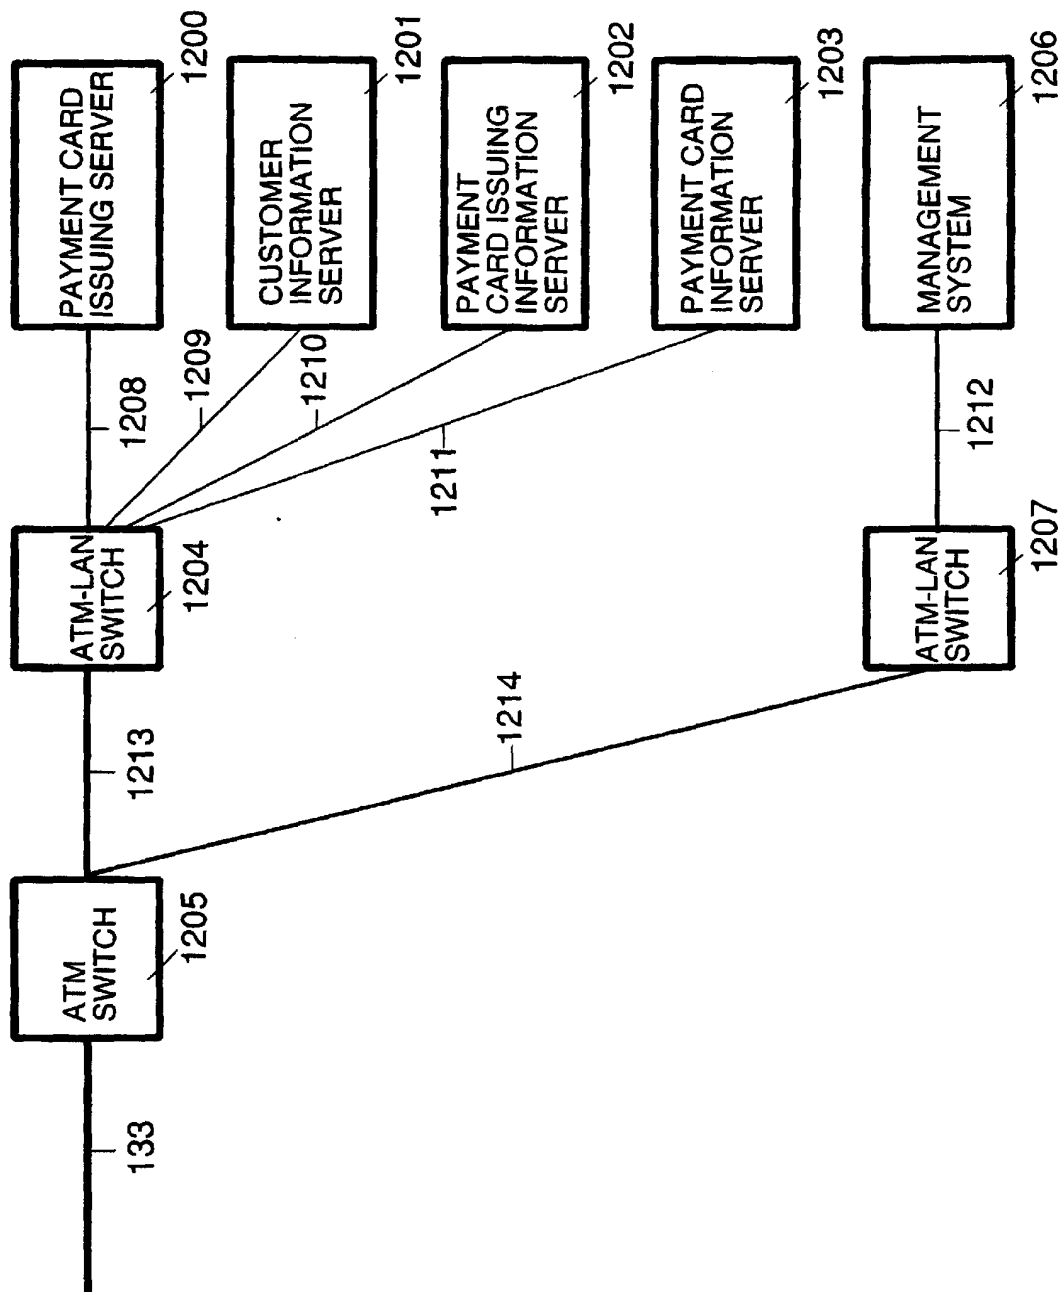 PAYMENT CARD
ISSUING SERVER
1200
CUSTOMER
INFORMATION
SERVER
1201
PAYMENT
CARD ISSUING
INFORMATION
SERVER
1202
PAYMENT CARD
INFORMATION
SERVER
1203
MANAGEMENT
SYSTEM
1206
1208
1209
1210
1211
1212
ATM-LAN
SWITCH
1204
ATM-LAN
SWITCH
1207
1213
1214
ATM
SWITCH
1205
133